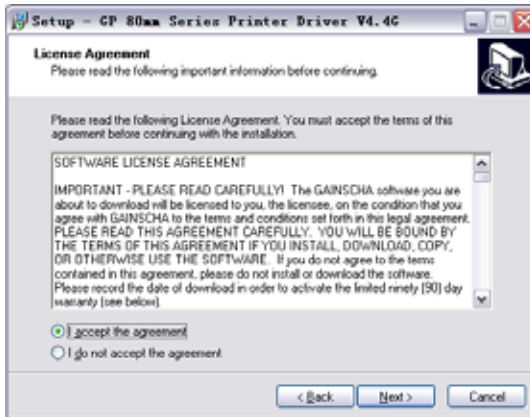 Setup - GP 80mm Series Printer Driver V4.4G
License Agreement
Please read the following important information before continuing.
Please read the following License Agreement. You must accept the terms of this
agreement before continuing with the installation.
SOFTWARE LICENSE AGREEMENT
IMPORTANT - PLEASE READ CAREFULLY! The GAINSCHA software you are
about to download will be licensed to you, the licensee, on the condition that you
agree with GAINSCHA to the terms and conditions set forth in this legal agreement.
PLEASE READ THIS AGREEMENT CAREFULLY. YOU WILL BE BOUND BY
THE TERMS OF THIS AGREEMENT IF YOU INSTALL, DOWNLOAD, COPY,
OR OTHERWISE USE THE SOFTWARE. If you do not agree to the terms
contained in this agreement, please do not install or download the software.
Please record the date of download in order to activate the limited ninety (90) day
warranty (see below).
I accept the agreement
I do not accept the agreement
< Back Next > Cancel